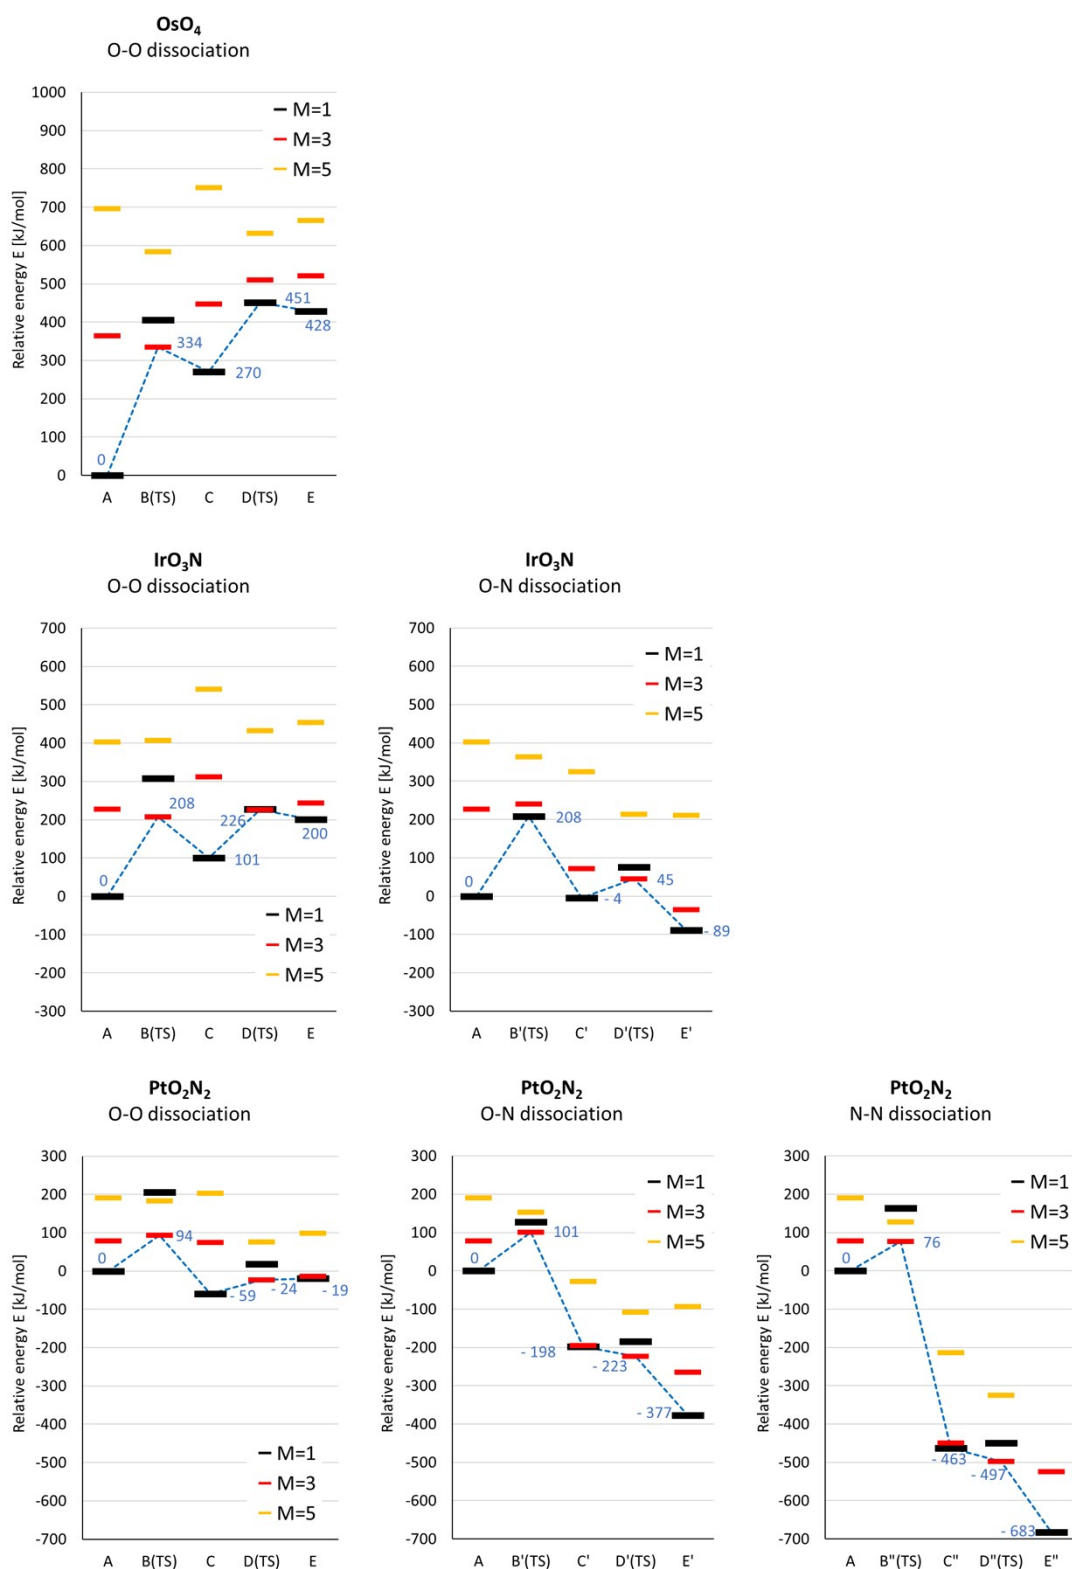 OsO₄
O-O dissociation
Relative energy E [kJ/mol]
1000
900
800
700
600
500
400
300
200
100
0
M=1
M=3
M=5
0
334
270
451
428
A B(TS) C D(TS) E
IrO₃N
O-O dissociation
Relative energy E [kJ/mol]
700
600
500
400
300
200
100
0
-100
-200
-300
0
208
101
226
200
M=1
M=3
M=5
A B(TS) C D(TS) E
IrO₃N
O-N dissociation
Relative energy E [kJ/mol]
700
600
500
400
300
200
100
0
-100
-200
-300
M=1
M=3
M=5
0
208
- 4
45
- 89
A B'(TS) C' D'(TS) E'
PtO₂N₂
O-O dissociation
Relative energy E [kJ/mol]
300
200
100
0
-100
-200
-300
-400
-500
-600
-700
0
94
- 59
- 24
- 19
M=1
M=3
M=5
A B(TS) C D(TS) E
PtO₂N₂
O-N dissociation
Relative energy E [kJ/mol]
300
200
100
0
-100
-200
-300
-400
-500
-600
-700
M=1
M=3
M=5
0
101
- 198
- 223
- 377
A B'(TS) C' D'(TS) E'
PtO₂N₂
N-N dissociation
Relative energy E [kJ/mol]
300
200
100
0
-100
-200
-300
-400
-500
-600
-700
M=1
M=3
M=5
0
76
- 463
- 497
- 683
A B"(TS) C" D"(TS) E"